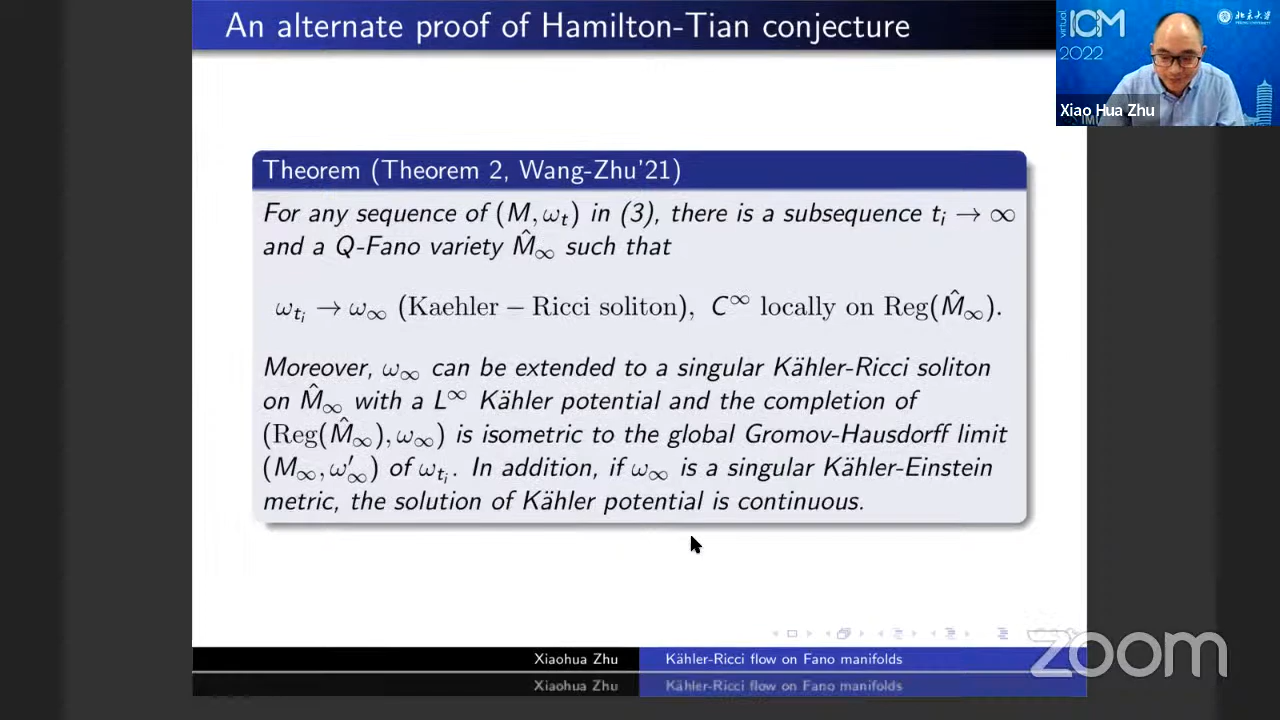 An alternate proof of Hamilton-Tian conjecture
virtual ICM
2022
北京大学
Xiao Hua Zhu
Theorem (Theorem 2, Wang-Zhu'21)
For any sequence of (M, ω_t) in (3), there is a subsequence t_i → ∞
and a Q-Fano variety M̂_∞ such that
ω_{t_i} → ω_∞ (Kaehler − Ricci soliton), C^∞ locally on Reg(M̂_∞).
Moreover, ω_∞ can be extended to a singular Kähler-Ricci soliton
on M̂_∞ with a L^∞ Kähler potential and the completion of
(Reg(M̂_∞), ω_∞) is isometric to the global Gromov-Hausdorff limit
(M_∞, ω′_∞) of ω_{t_i}. In addition, if ω_∞ is a singular Kähler-Einstein
metric, the solution of Kähler potential is continuous.
zoom
Xiaohua Zhu Kähler-Ricci flow on Fano manifolds
Xiaohua Zhu Kähler-Ricci flow on Fano manifolds